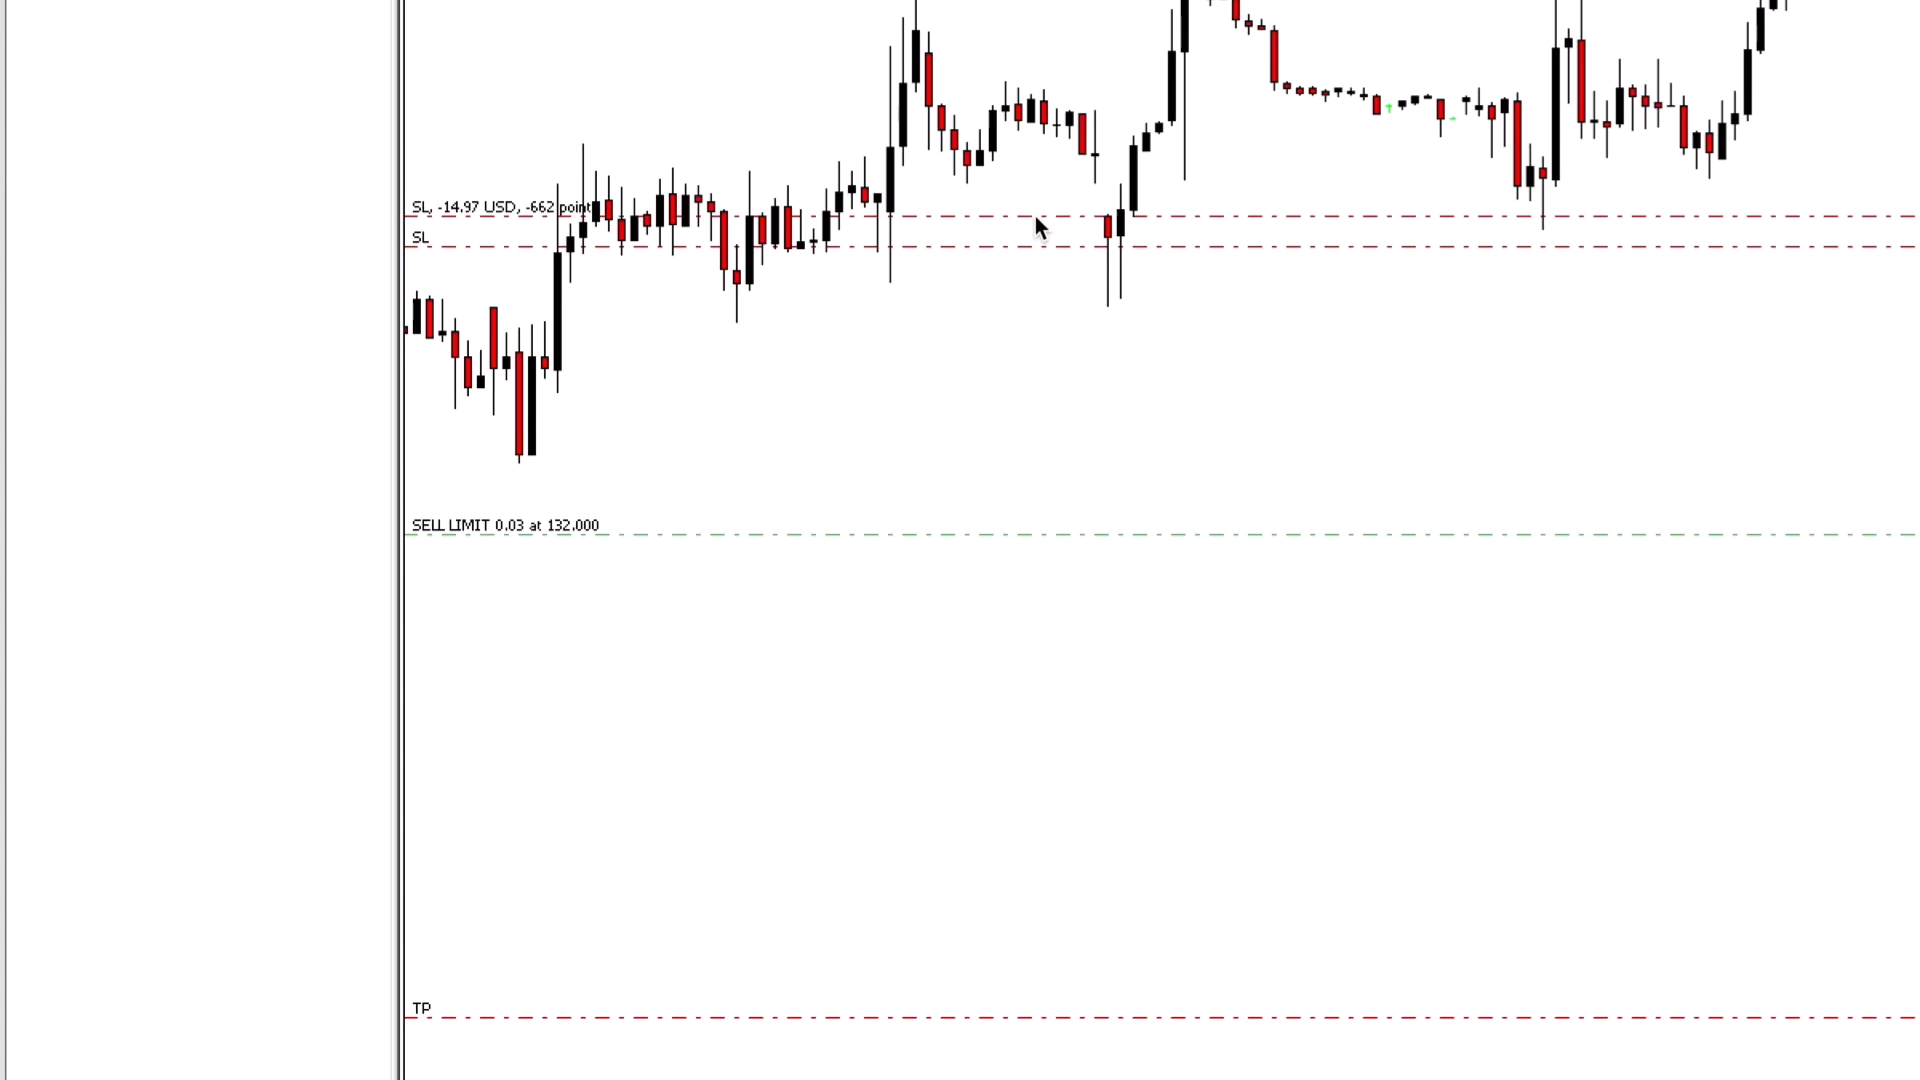 SL, -14.97 USD, -662 point
SL
SELL LIMIT 0.03 at 132.000
TP